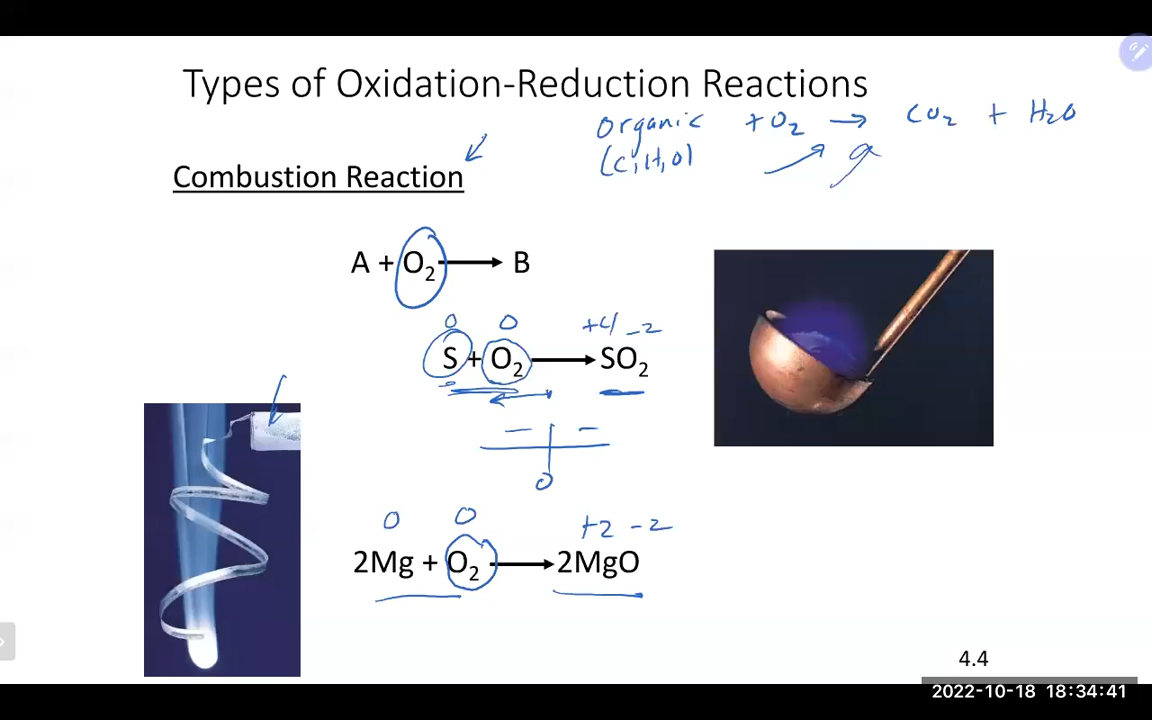 Types of Oxidation-Reduction Reactions
organic + O₂ → CO₂ + H₂O
(C, H, O)
Combustion Reaction
A + O₂ → B
0 0 +4 -2
S + O₂ → SO₂
0
0 0 +2 -2
2Mg + O₂ → 2MgO
4.4
2022-10-18 18:34:41